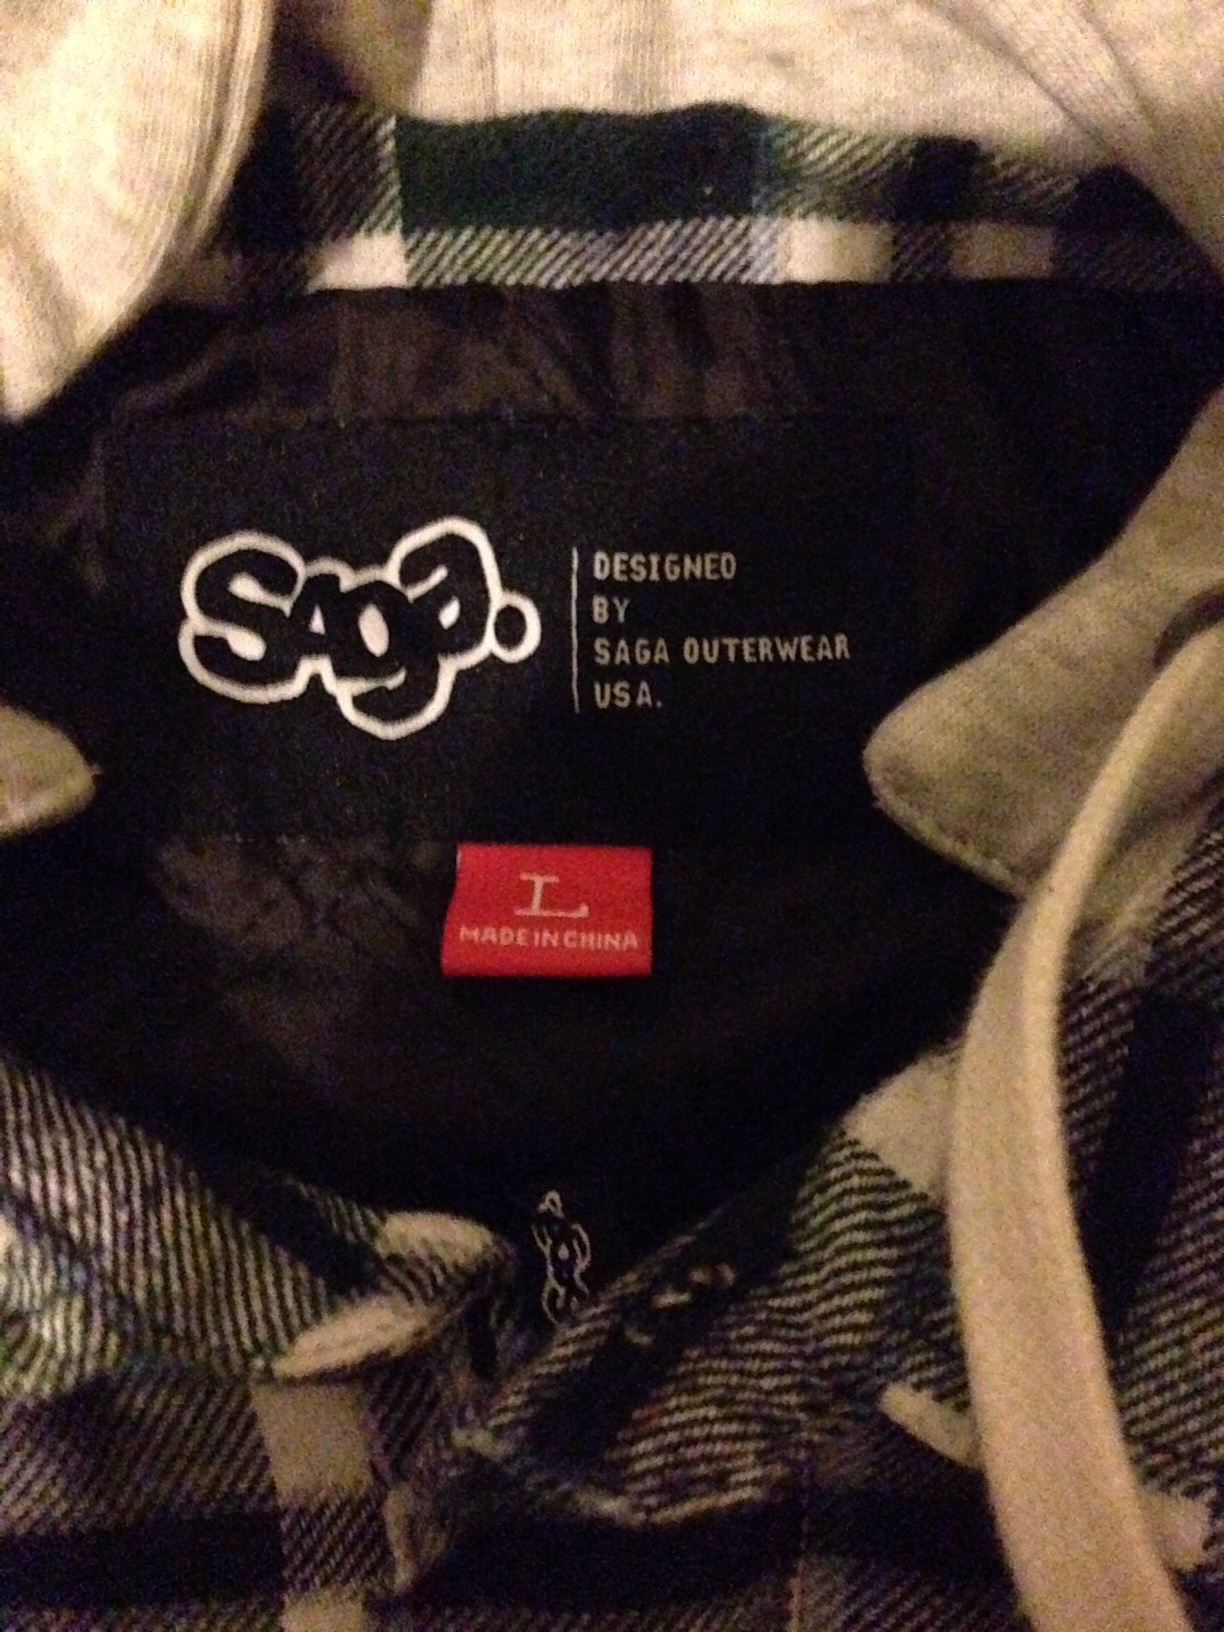 SAGA.
DESIGNED
BY
SAGA OUTERWEAR
USA.
L
MADE IN CHINA